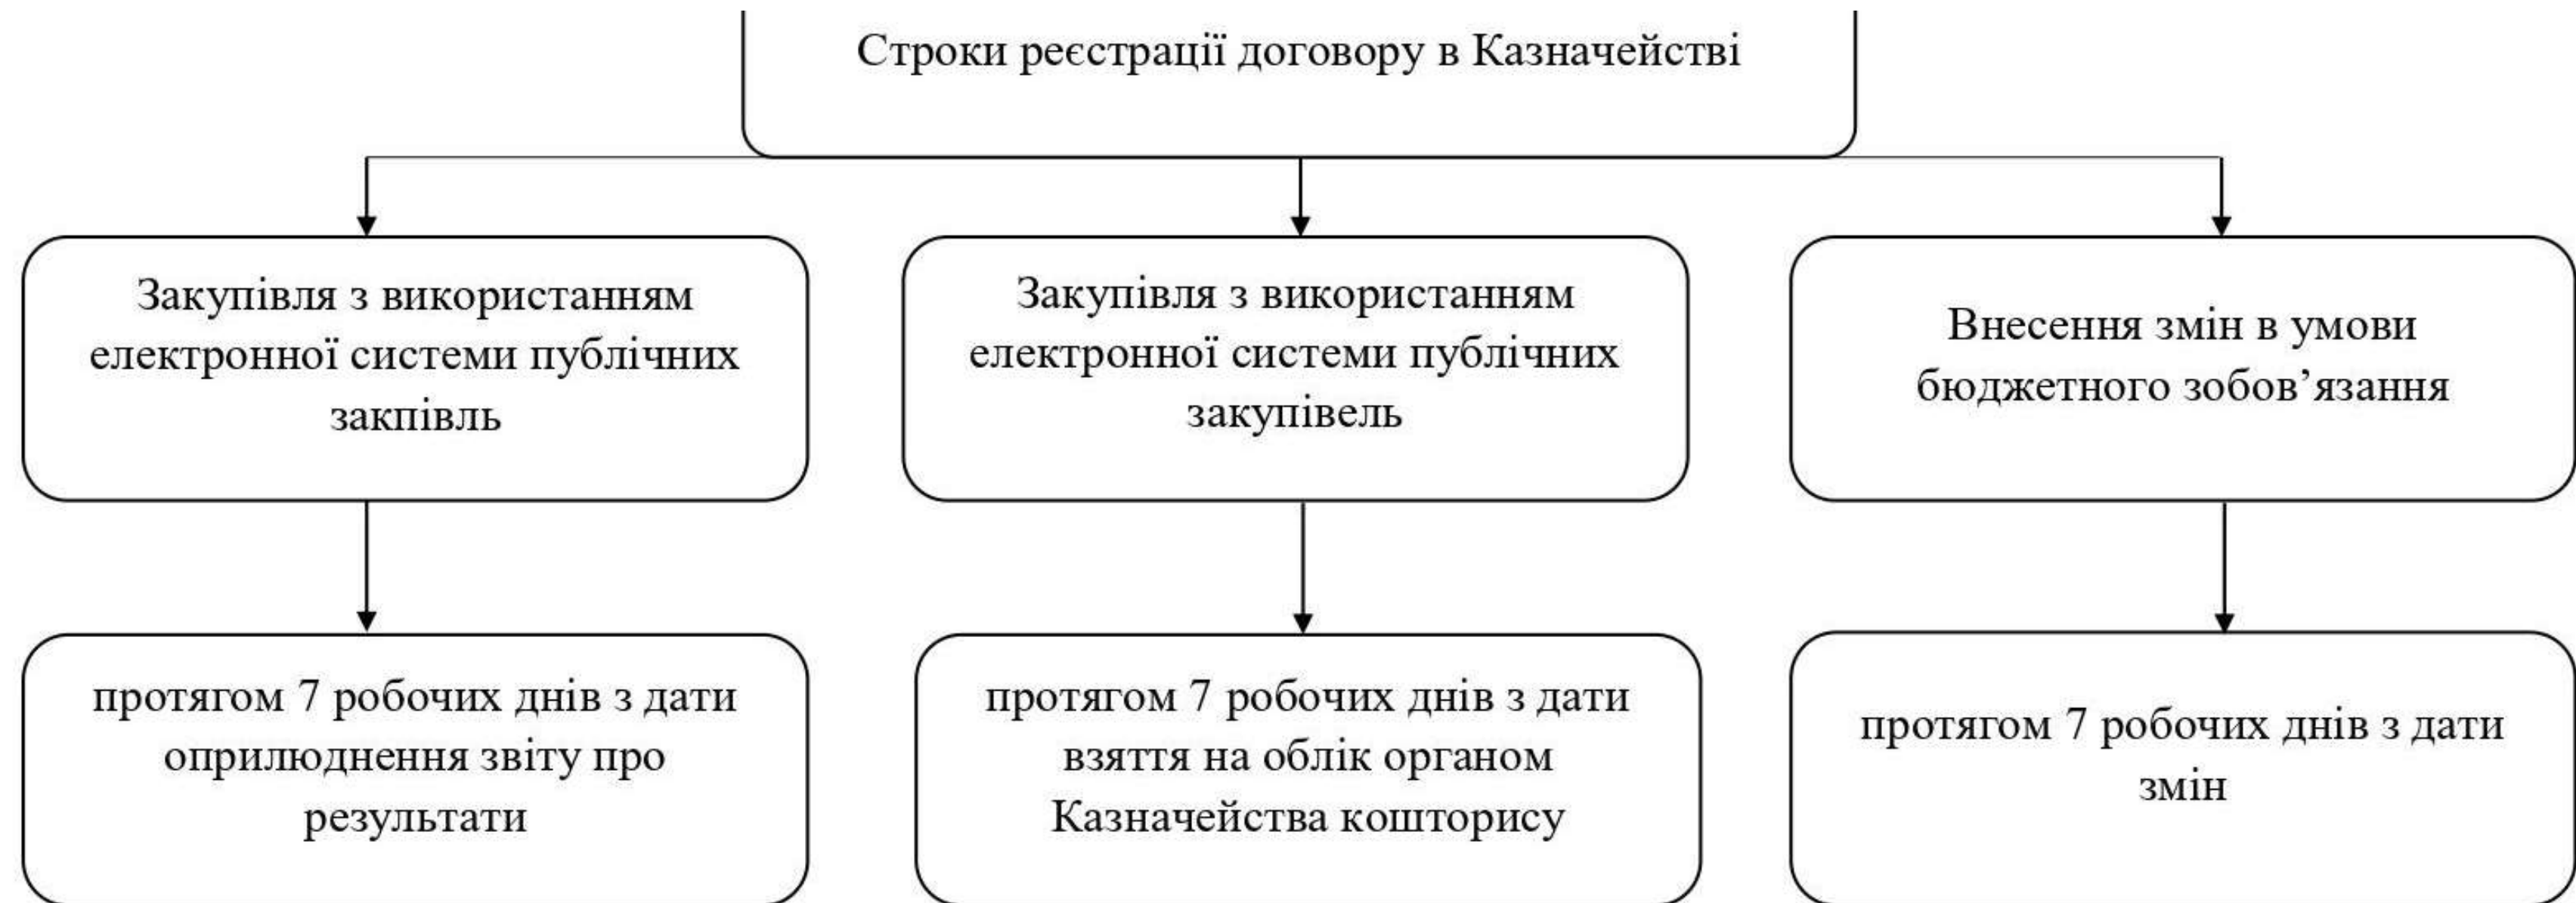 Строки реєстрації договору в Казначействі
Закупівля з використанням
електронної системи публічних
закпівль
Закупівля з використанням
електронної системи публічних
закупівель
Внесення змін в умови
бюджетного зобов’язання
протягом 7 робочих днів з дати
оприлюднення звіту про
результати
протягом 7 робочих днів з дати
взяття на облік органом
Казначейства кошторису
протягом 7 робочих днів з дати
змін